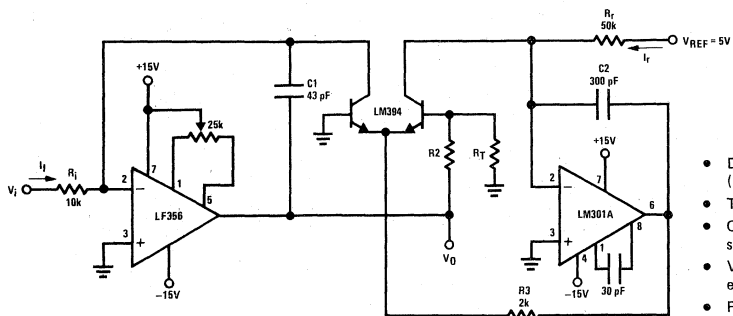 Rr
50k
VREF = 5V
Ir
+15V
C1
43 pF
LM394
C2
300 pF
25k
+15V
7
R2
RT
Ii
Ri
Vi
10k
2
1
5
LF356
3
-15V
VO
2
7
6
LM301A
8
3
4
1
-15V
30 pF
R3
2k
• D
(
• T
• C
s
• V
e
• F